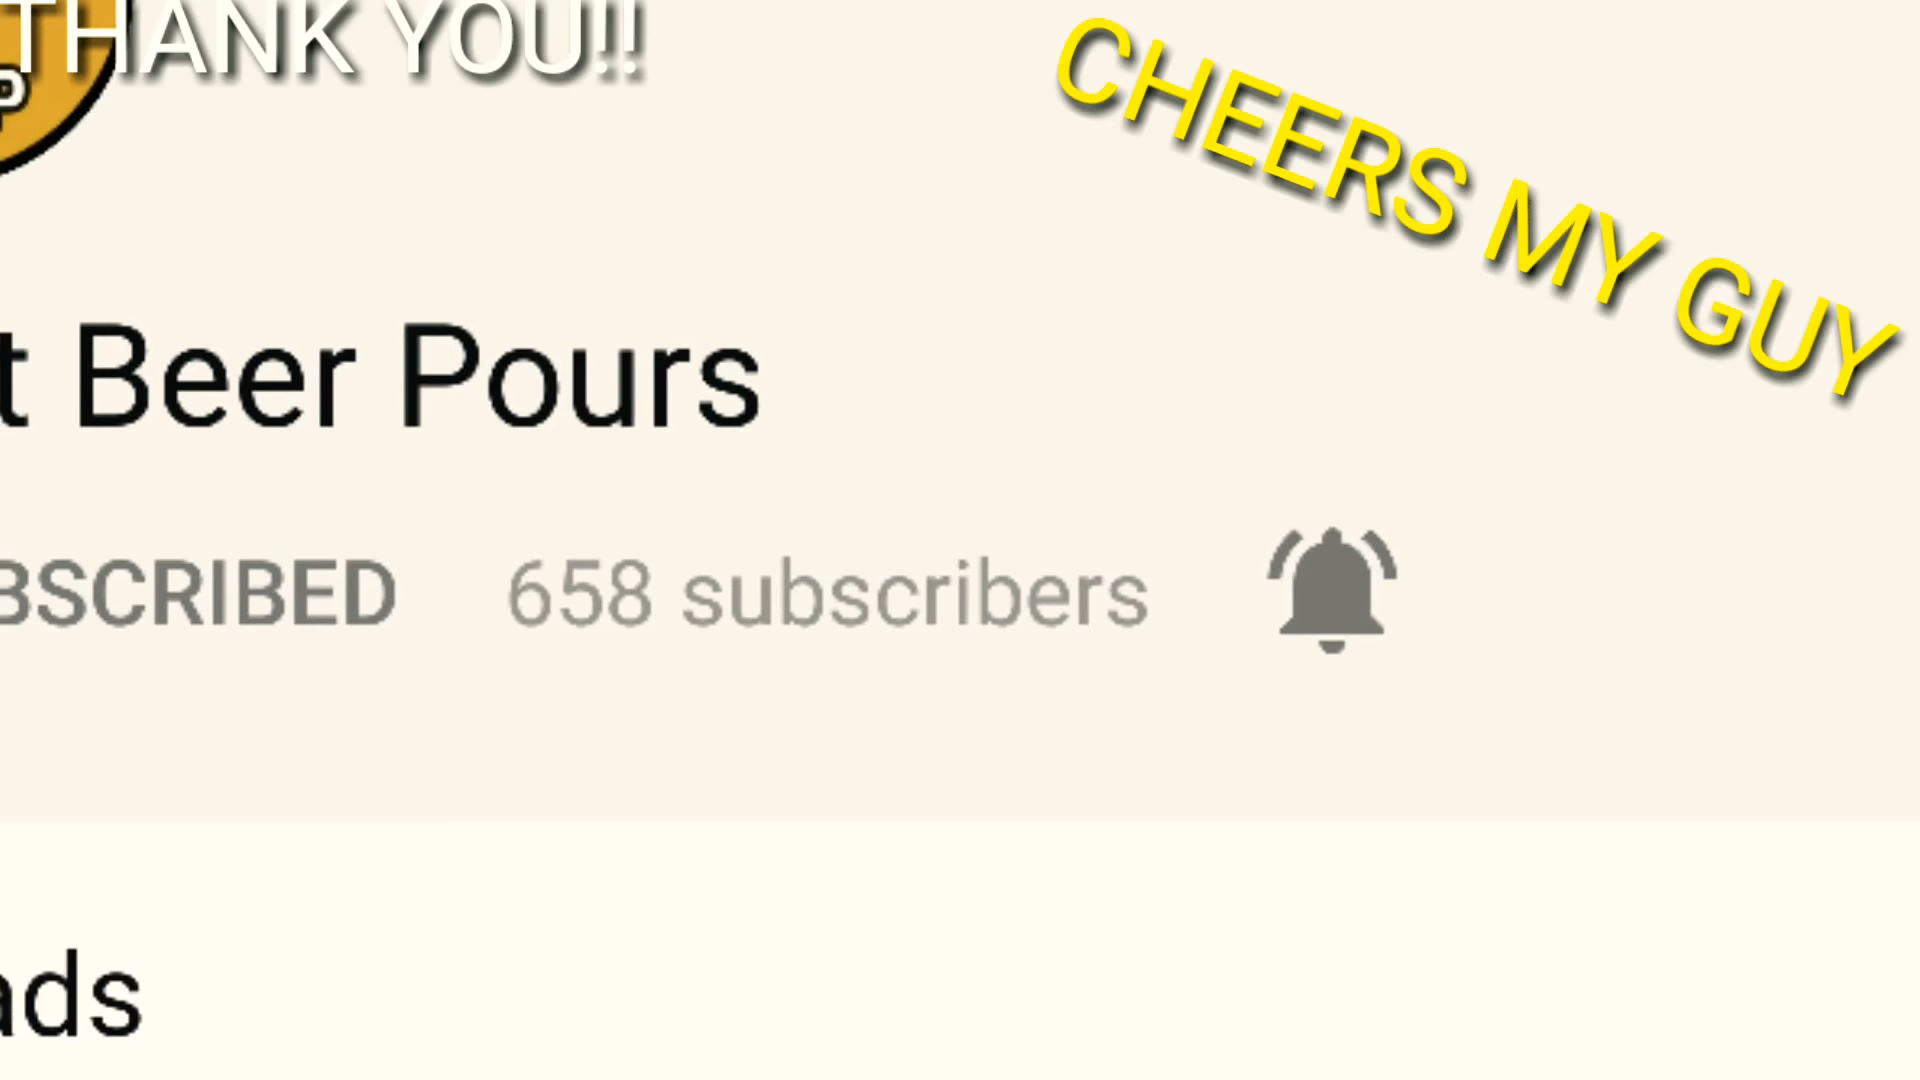 THANK YOU!!
CHEERS MY GUY
t Beer Pours
BSCRIBED 658 subscribers
ads